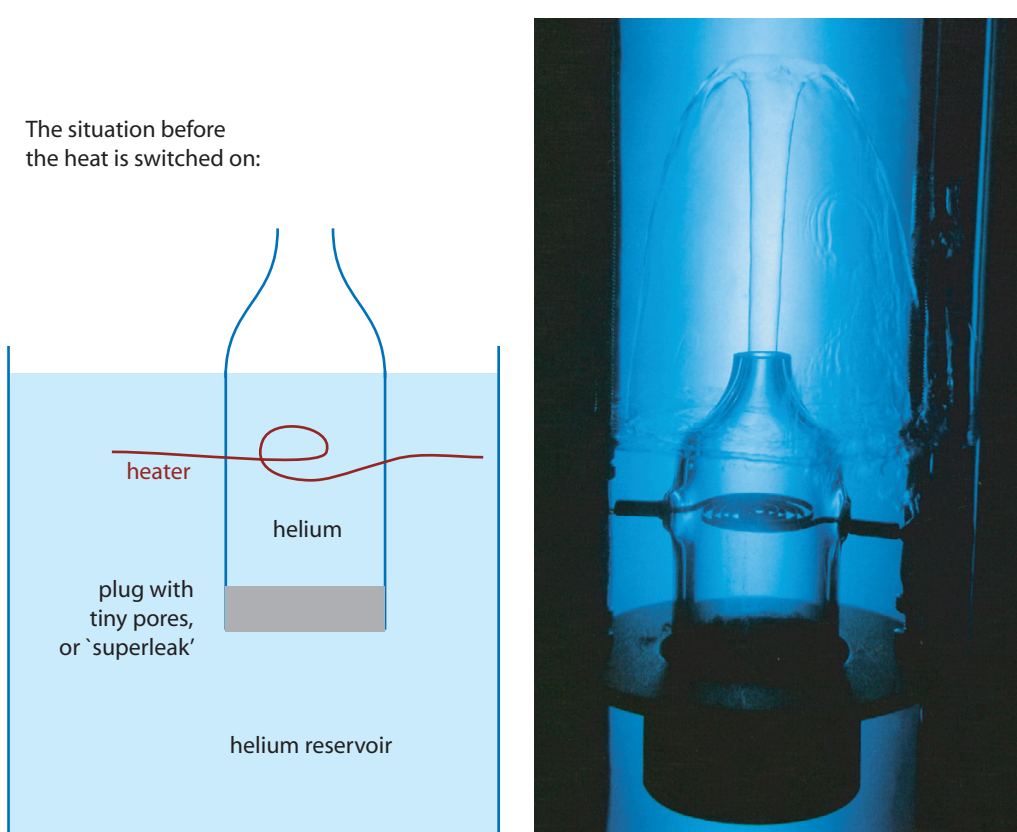 The situation before
the heat is switched on:
heater
helium
plug with
tiny pores,
or `superleak’
helium reservoir